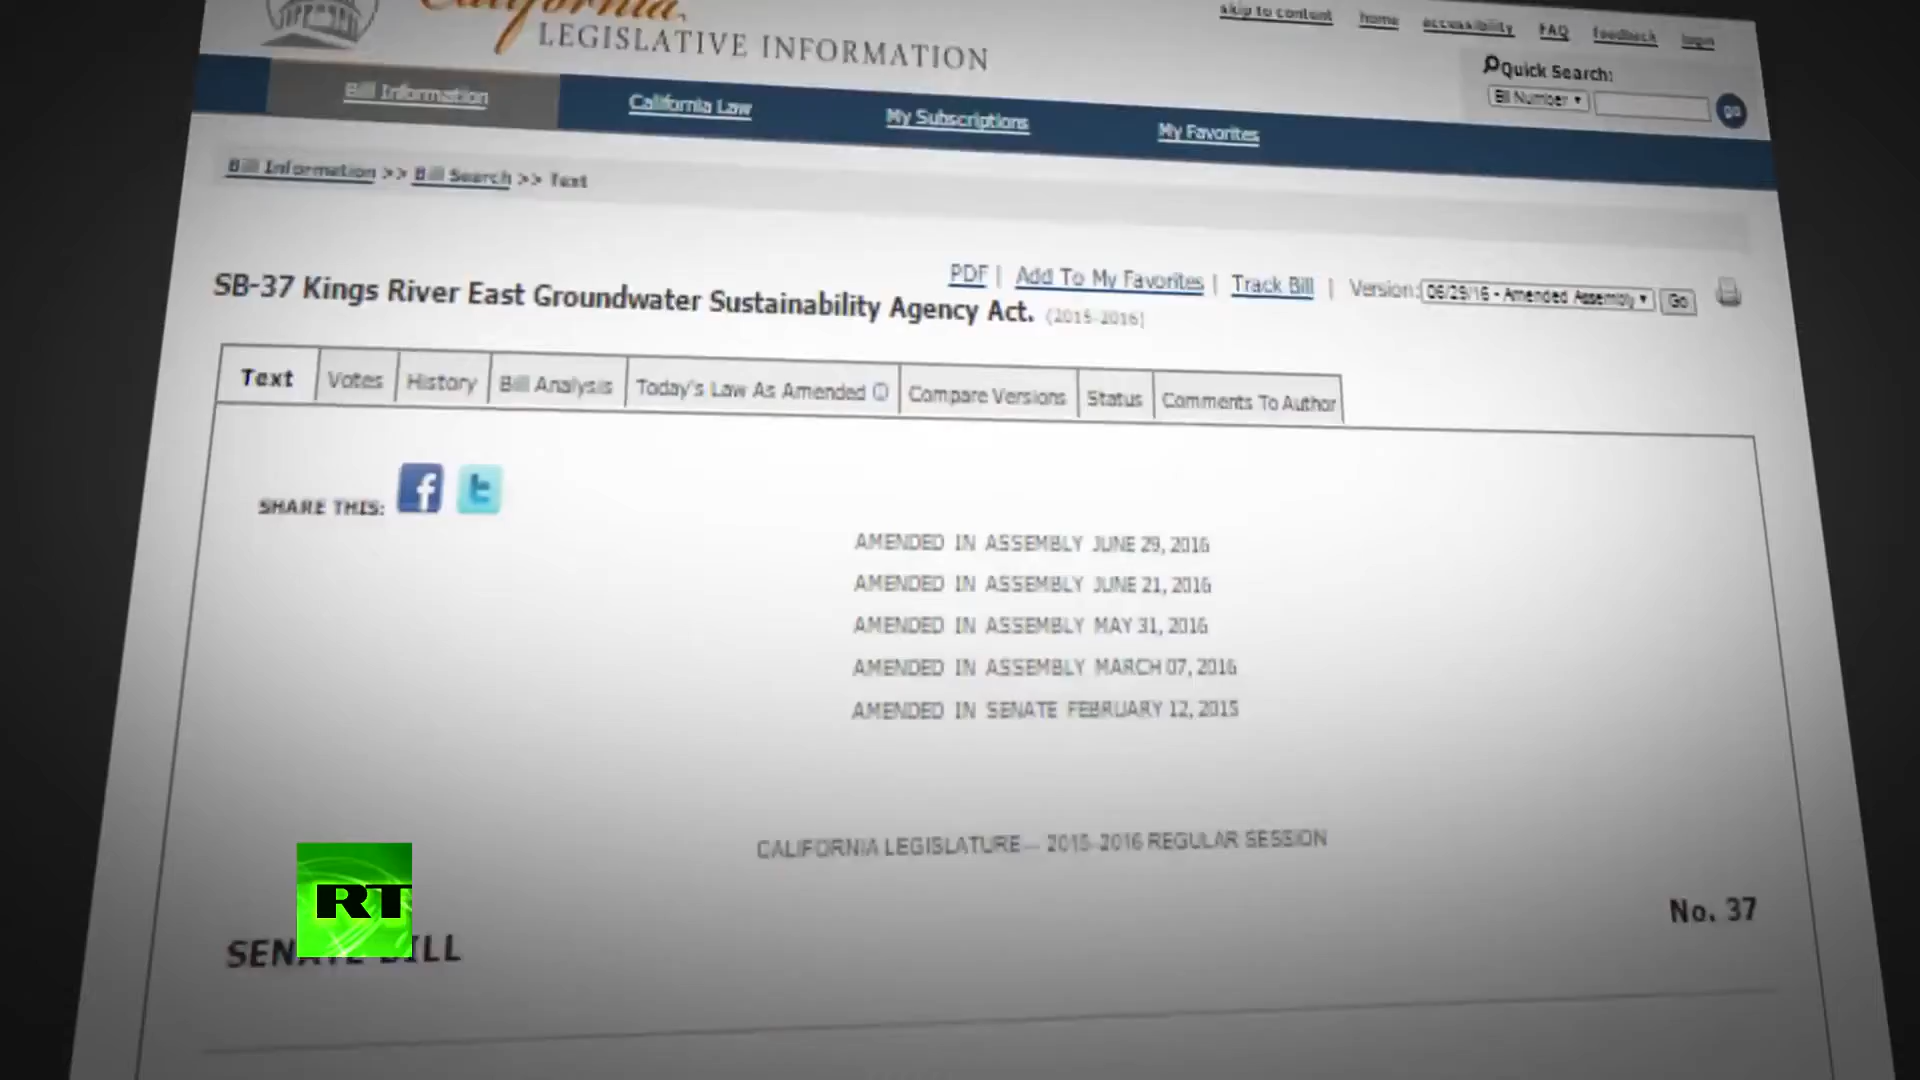 California
LEGISLATIVE INFORMATION
skip to content home accessibility FAQ feedback login
Quick Search:
Bill Number go
Bill Information California Law My Subscriptions My Favorites
Bill Information >> Bill Search >> Text
PDF | Add To My Favorites | Track Bill | Version: 06/29/16 - Amended Assembly Go
SB-37 Kings River East Groundwater Sustainability Agency Act. (2015-2016)
Text Votes History Bill Analysis Today's Law As Amended Compare Versions Status Comments To Author
SHARE THIS: f t
AMENDED IN ASSEMBLY JUNE 29, 2016
AMENDED IN ASSEMBLY JUNE 21, 2016
AMENDED IN ASSEMBLY MAY 31, 2016
AMENDED IN ASSEMBLY MARCH 07, 2016
AMENDED IN SENATE FEBRUARY 12, 2015
CALIFORNIA LEGISLATURE— 2015-2016 REGULAR SESSION
RT
SENATE BILL
No. 37